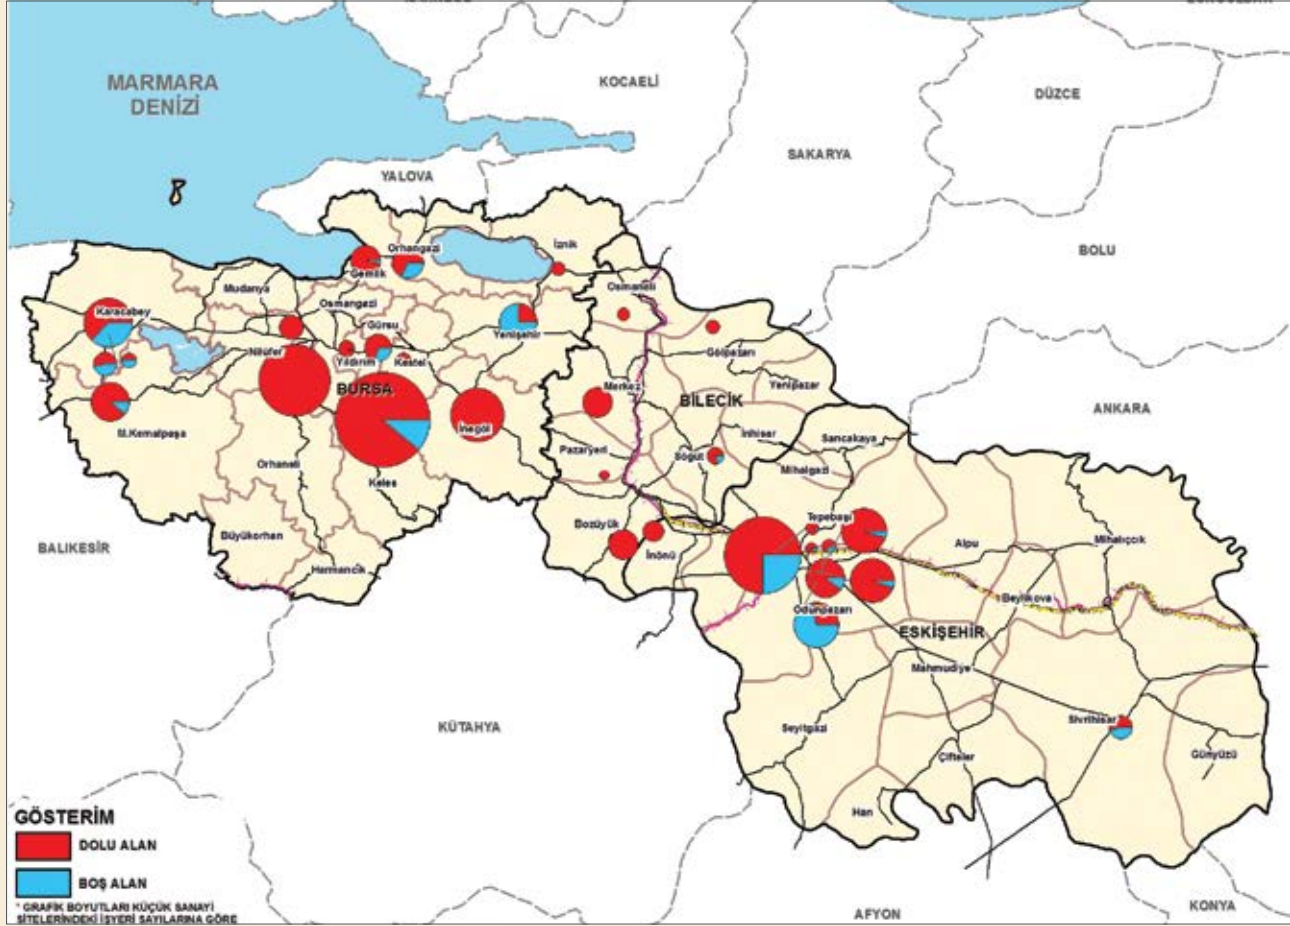 MARMARA
DENİZİ
KOCAELİ
DÜZCE
SAKARYA
YALOVA
BOLU
Orhangazi
İznik
Gemlik
Mudanya
Osmaneli
Osmangazi
Karacabey
Gürsu
Yenişehir
Nilüfer
Yıldırım
Kestel
Gölpazarı
BURSA
Merkez
Yenipazar
BİLECİK
ANKARA
M.Kemalpaşa
İnegöl
İnhisar
Sarıcakaya
Pazaryeri
Söğüt
Orhaneli
Mihalgazi
Keles
Tepebaşı
Bozüyük
İnönü
Büyükorhan
Alpu
Mihalıçcık
BALIKESİR
Harmancık
Beylikova
Odunpazarı
ESKİŞEHİR
Mahmudiye
KÜTAHYA
Seyitgazi
Sivrihisar
Günyüzü
Çifteler
Han
GÖSTERİM
DOLU ALAN
BOŞ ALAN
* GRAFİK BOYUTLARI KÜÇÜK SANAYİ
SİTELERİNDEKİ İŞYERİ SAYILARINA GÖRE
KONYA
AFYON